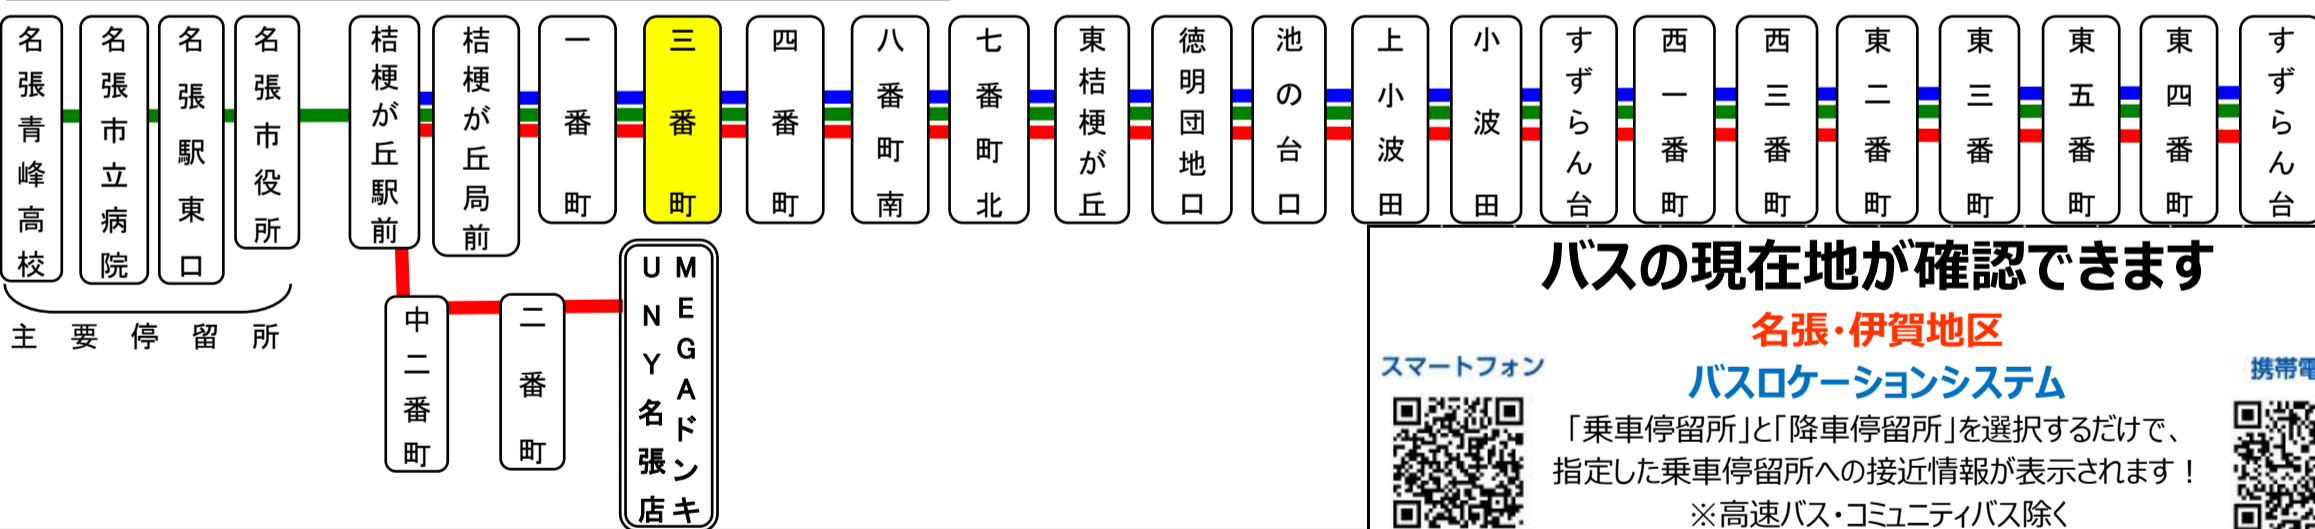 名張青峰高校
名張市立病院
名張駅東口
名張市役所
桔梗が丘駅前
桔梗が丘局前
一番町
三番町
四番町
八番町南
七番町北
東桔梗が丘
徳明団地口
池の台口
上小波田
小波田
すずらん台
西一番町
西三番町
東二番町
東三番町
東五番町
東四番町
すずらん台
主要停留所
中二番町
二番町
MEGAドンキ
UNY名張店
バスの現在地が確認できます
名張・伊賀地区
スマートフォン
バスロケーションシステム
携帯電
「乗車停留所」と「降車停留所」を選択するだけで、
指定した乗車停留所への接近情報が表示されます！
※高速バス・コミュニティバス除く